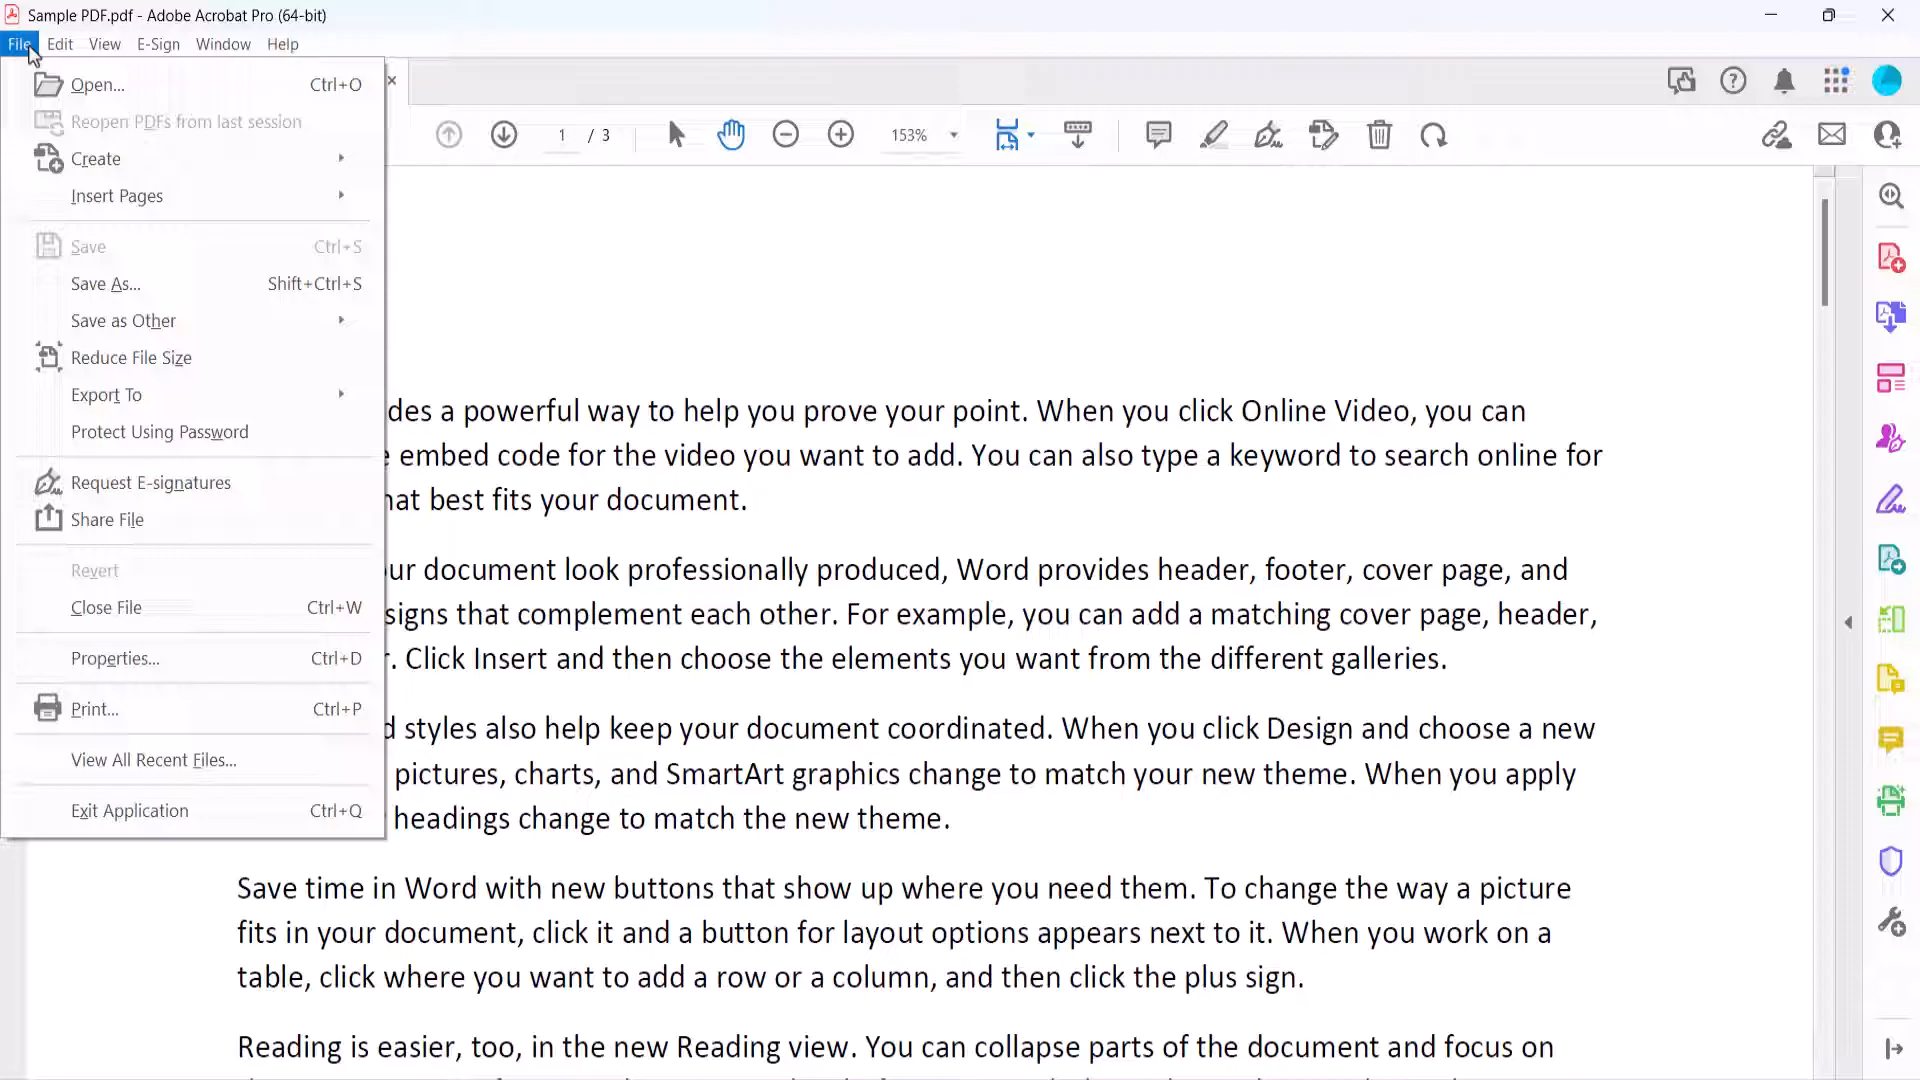 Sample PDF.pdf - Adobe Acrobat Pro (64-bit)
File Edit View E-Sign Window Help
Open... Ctrl+O
Reopen PDFs from last session
Create
Insert Pages
Save Ctrl+S
Save As... Shift+Ctrl+S
Save as Other
Reduce File Size
Export To
Protect Using Password
Request E-signatures
Share File
Revert
Close File Ctrl+W
Properties... Ctrl+D
Print... Ctrl+P
View All Recent Files...
Exit Application Ctrl+Q
1 / 3
153%
des a powerful way to help you prove your point. When you click Online Video, you can
embed code for the video you want to add. You can also type a keyword to search online for
hat best fits your document.
ur document look professionally produced, Word provides header, footer, cover page, and
signs that complement each other. For example, you can add a matching cover page, header,
r. Click Insert and then choose the elements you want from the different galleries.
d styles also help keep your document coordinated. When you click Design and choose a new
pictures, charts, and SmartArt graphics change to match your new theme. When you apply
headings change to match the new theme.
Save time in Word with new buttons that show up where you need them. To change the way a picture
fits in your document, click it and a button for layout options appears next to it. When you work on a
table, click where you want to add a row or a column, and then click the plus sign.
Reading is easier, too, in the new Reading view. You can collapse parts of the document and focus on